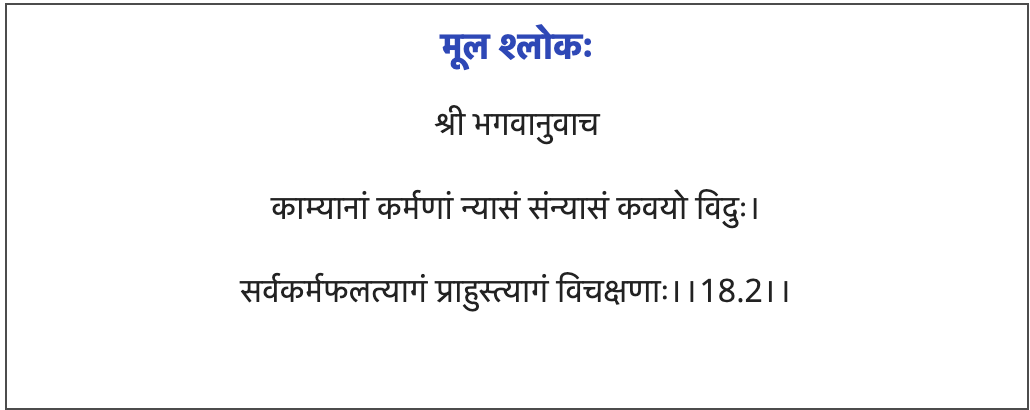 मूल श्लोकः
श्री भगवानुवाच
काम्यानां कर्मणां न्यासं संन्यासं कवयो विदुः।
सर्वकर्मफलत्यागं प्राहुस्त्यागं विचक्षणाः।।18.2।।